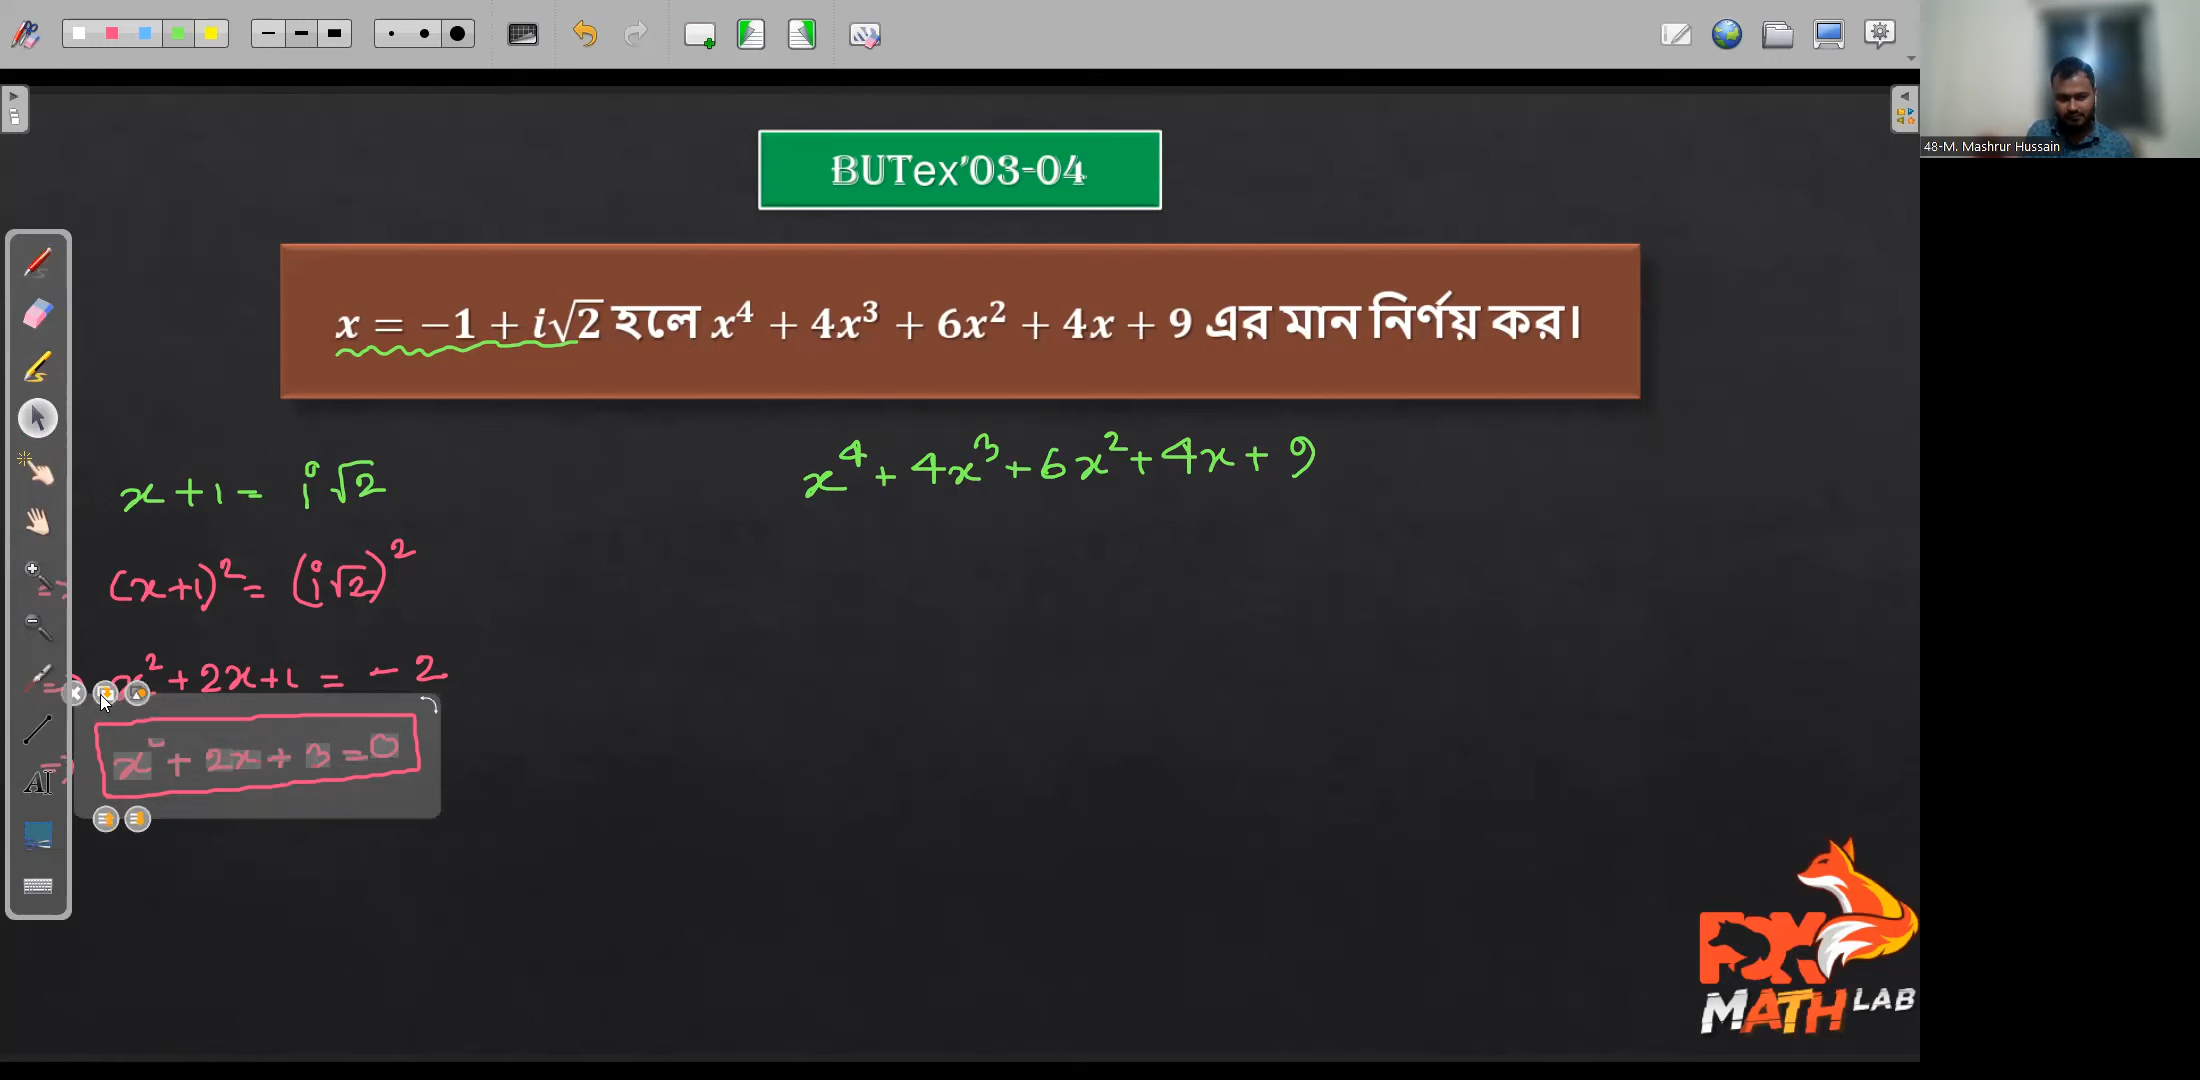 48-M. Mashrur Hussain
BUTex'03-04
x = −1 + i√2 হলে x⁴ + 4x³ + 6x² + 4x + 9 এর মান নির্ণয় কর।
x + 1 = i√2
x⁴ + 4x³ + 6x² + 4x + 9
=> (x+1)² = (i√2)²
=> x² + 2x + 1 = − 2
=> x² + 2x + 3 = 0
AI
FOX
MATH LAB